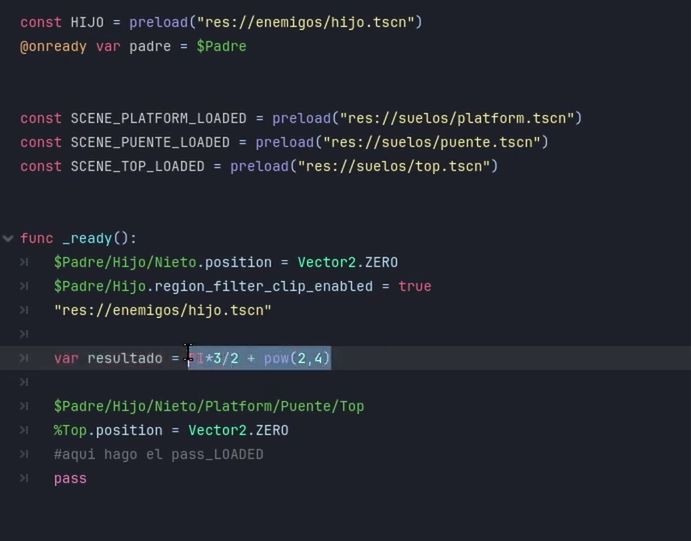 const HIJO = preload("res://enemigos/hijo.tscn")
@onready var padre = $Padre
const SCENE_PLATFORM_LOADED = preload("res://suelos/platform.tscn")
const SCENE_PUENTE_LOADED = preload("res://suelos/puente.tscn")
const SCENE_TOP_LOADED = preload("res://suelos/top.tscn")
func _ready():
$Padre/Hijo/Nieto.position = Vector2.ZERO
$Padre/Hijo.region_filter_clip_enabled = true
"res://enemigos/hijo.tscn"
var resultado = PI*3/2 + pow(2,4)
$Padre/Hijo/Nieto/Platform/Puente/Top
%Top.position = Vector2.ZERO
#aqui hago el pass_LOADED
pass